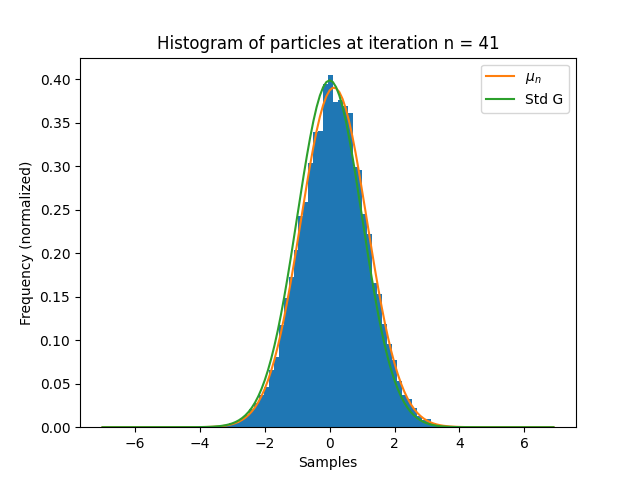 Histogram of particles at iteration n = 41
μn
Std G
Frequency (normalized)
0.40
0.35
0.30
0.25
0.20
0.15
0.10
0.05
0.00
−6 −4 −2 0 2 4 6
Samples